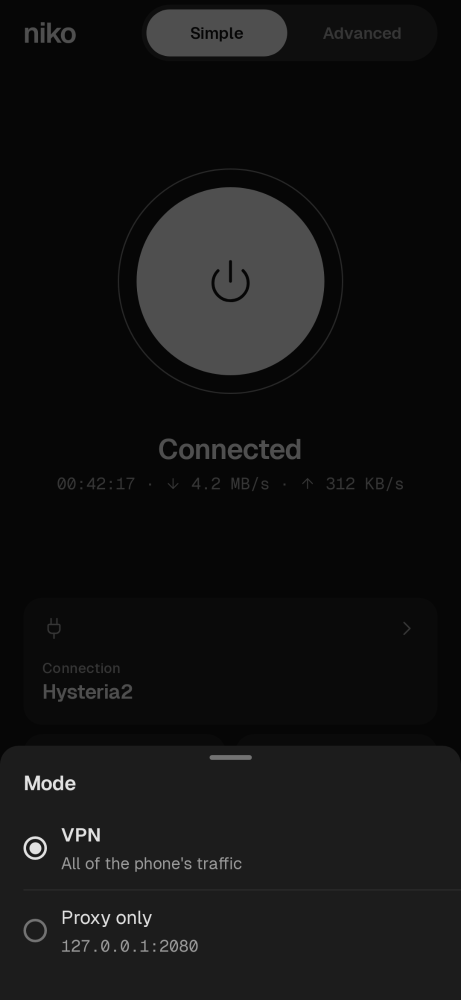 niko
Simple
Advanced
Connected
00:42:17 · ↓ 4.2 MB/s · ↑ 312 KB/s
Connection
Hysteria2
Mode
VPN
All of the phone's traffic
Proxy only
127.0.0.1:2080